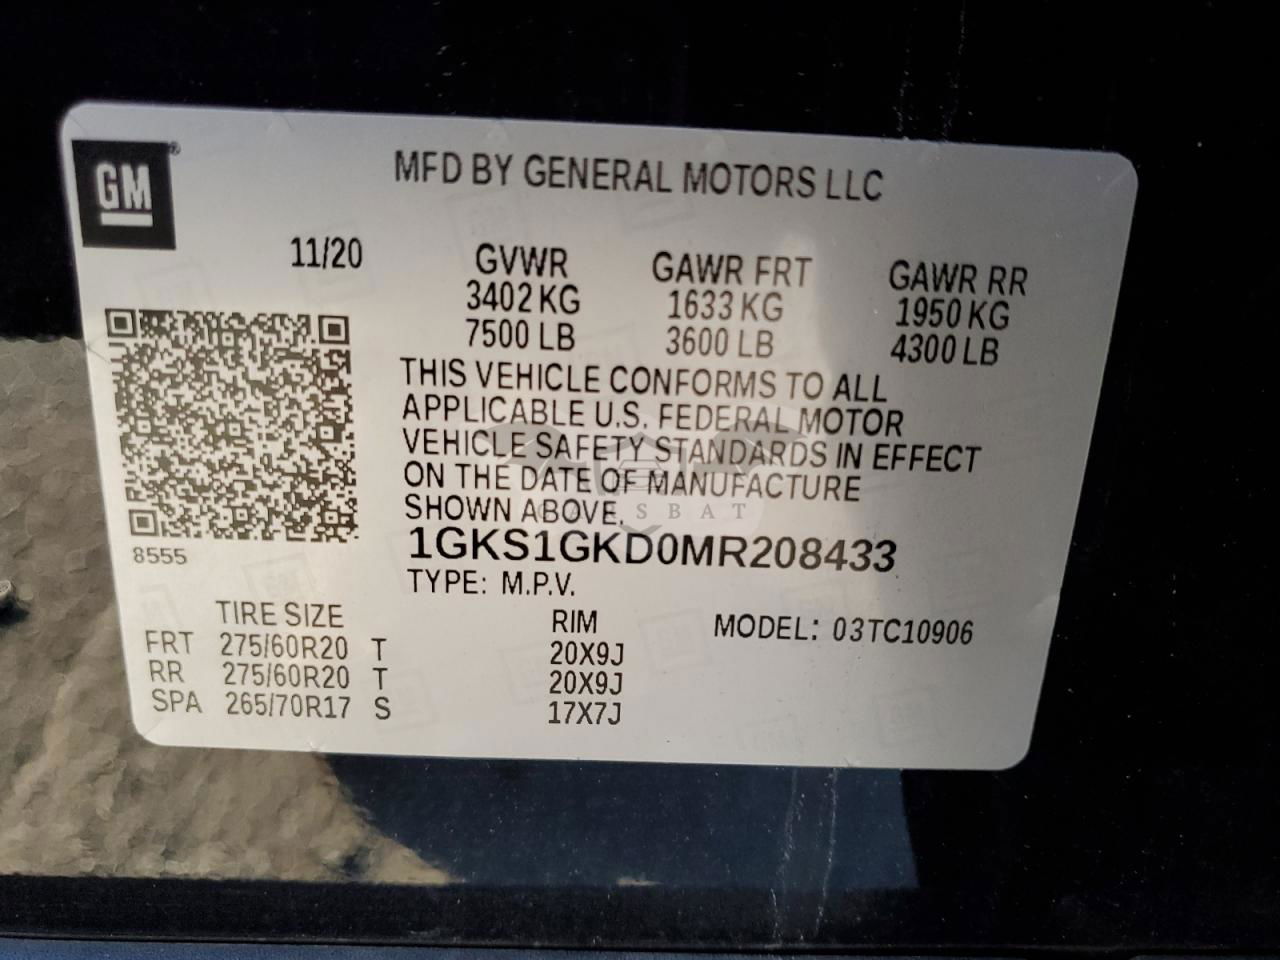 GM®
MFD BY GENERAL MOTORS LLC
11/20 GVWR GAWR FRT GAWR RR
3402 KG 1633 KG 1950 KG
7500 LB 3600 LB 4300 LB
THIS VEHICLE CONFORMS TO ALL
APPLICABLE U.S. FEDERAL MOTOR
VEHICLE SAFETY STANDARDS IN EFFECT
ON THE DATE OF MANUFACTURE
SHOWN ABOVE.
CARSBAT
8555
1GKS1GKD0MR208433
TYPE: M.P.V.
TIRE SIZE RIM MODEL: 03TC10906
FRT 275/60R20 T 20X9J
RR 275/60R20 T 20X9J
SPA 265/70R17 S 17X7J